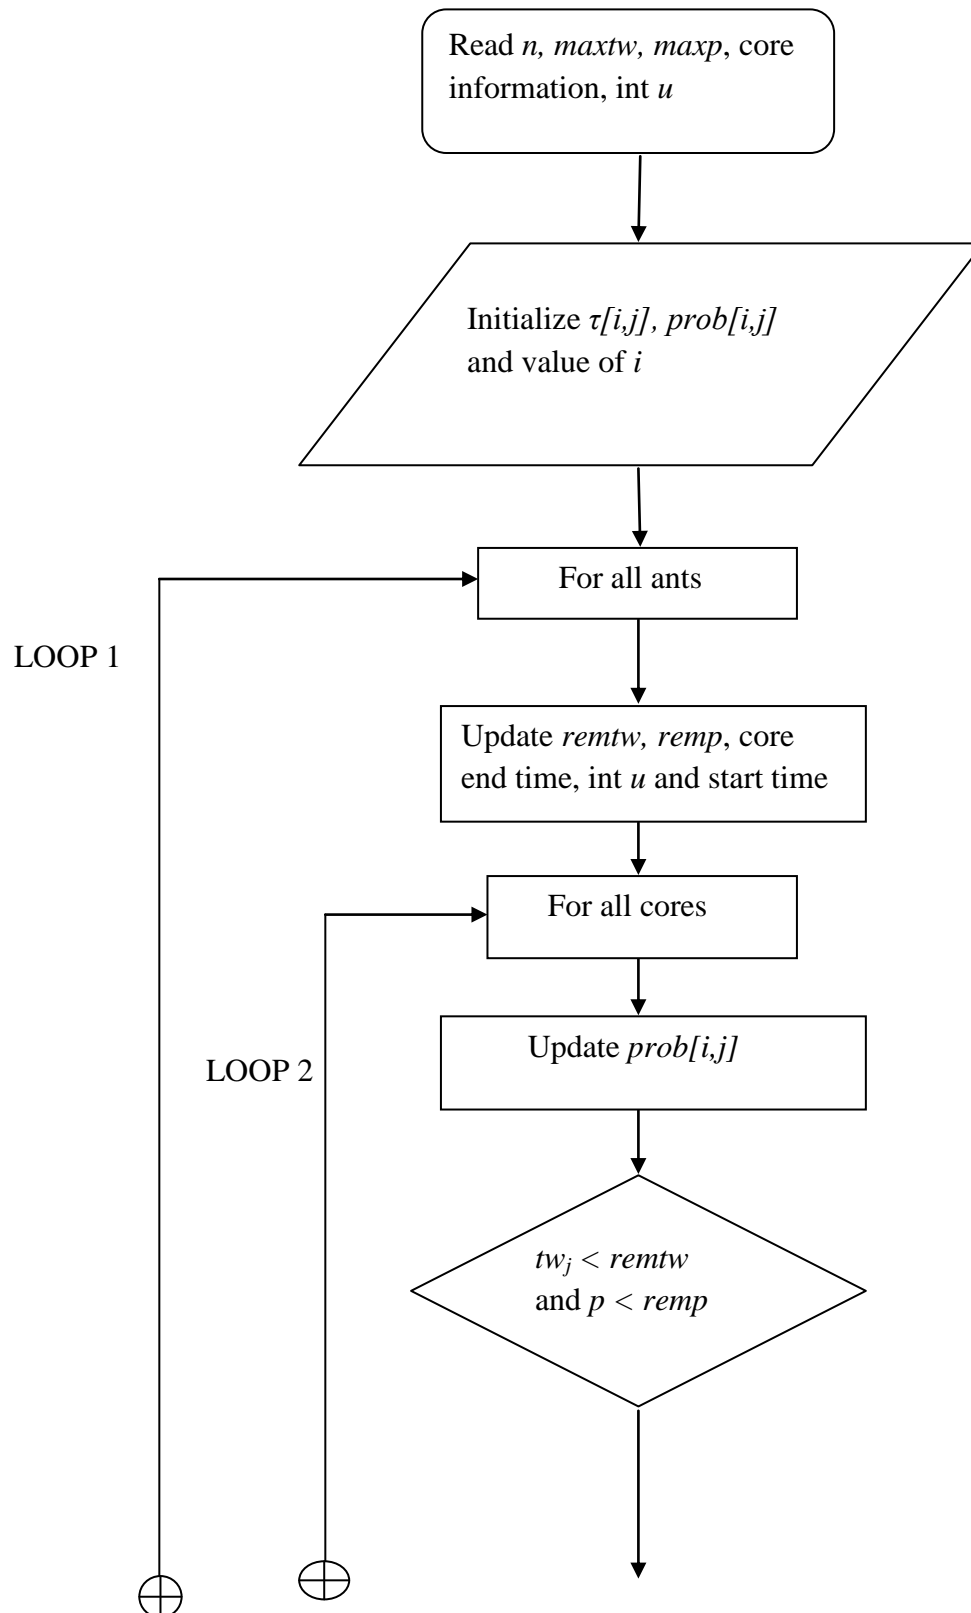 Read n, maxtw, maxp, core
information, int u
Initialize τ[i,j], prob[i,j]
and value of i
For all ants
LOOP 1
Update remtw, remp, core
end time, int u and start time
For all cores
Update prob[i,j]
LOOP 2
twj < remtw
and p < remp